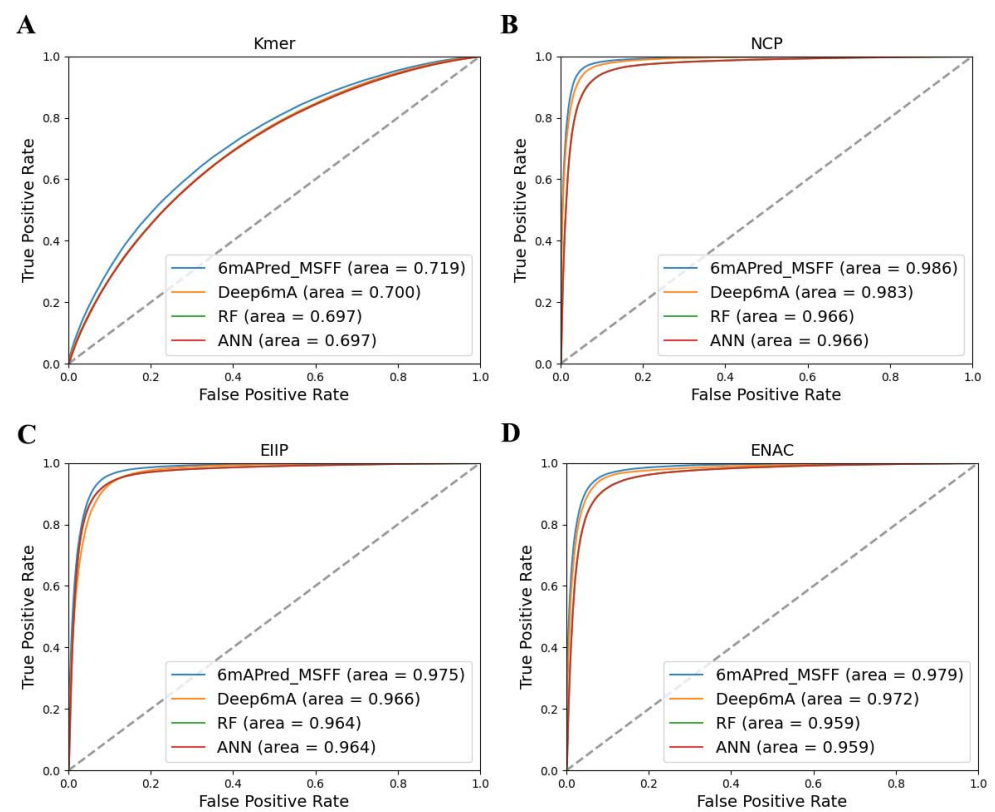 A
Kmer
1.0
0.8
0.6
0.4
0.2
0.0
True Positive Rate
6mAPred_MSFF (area = 0.719)
Deep6mA (area = 0.700)
RF (area = 0.697)
ANN (area = 0.697)
0.0 0.2 0.4 0.6 0.8 1.0
False Positive Rate
B
NCP
1.0
0.8
0.6
0.4
0.2
0.0
True Positive Rate
6mAPred_MSFF (area = 0.986)
Deep6mA (area = 0.983)
RF (area = 0.966)
ANN (area = 0.966)
0.0 0.2 0.4 0.6 0.8 1.0
False Positive Rate
C
EIIP
1.0
0.8
0.6
0.4
0.2
0.0
True Positive Rate
6mAPred_MSFF (area = 0.975)
Deep6mA (area = 0.966)
RF (area = 0.964)
ANN (area = 0.964)
0.0 0.2 0.4 0.6 0.8 1.0
False Positive Rate
D
ENAC
1.0
0.8
0.6
0.4
0.2
0.0
True Positive Rate
6mAPred_MSFF (area = 0.979)
Deep6mA (area = 0.972)
RF (area = 0.959)
ANN (area = 0.959)
0.0 0.2 0.4 0.6 0.8 1.0
False Positive Rate